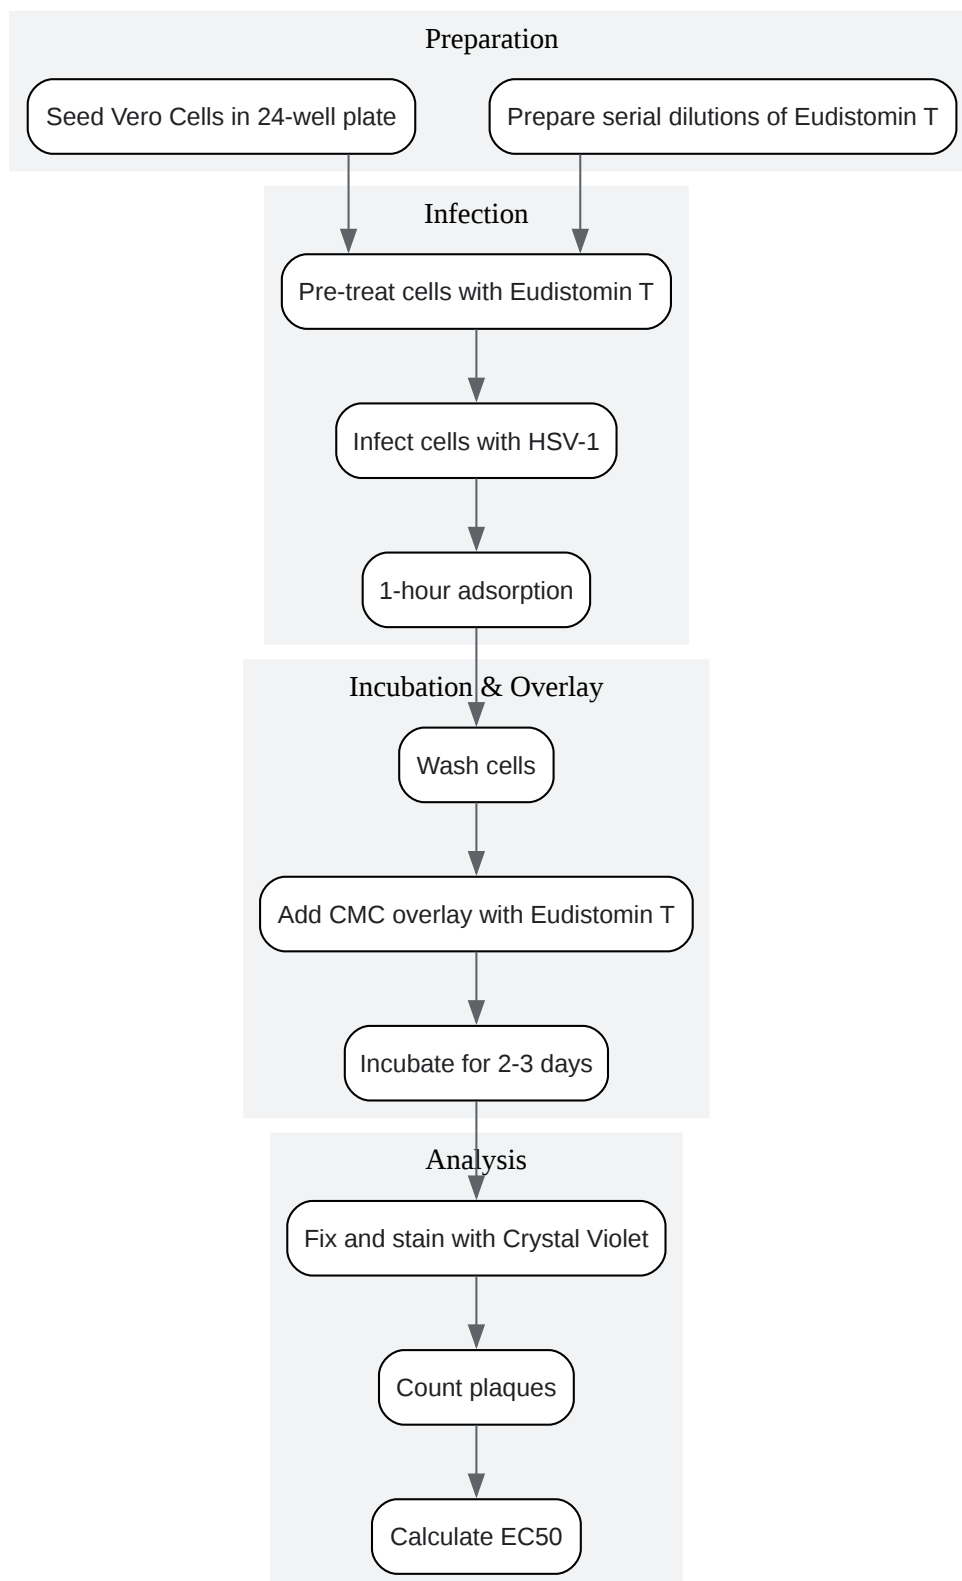 Preparation
Seed Vero Cells in 24-well plate
Prepare serial dilutions of Eudistomin T
Infection
Pre-treat cells with Eudistomin T
Infect cells with HSV-1
1-hour adsorption
Incubation & Overlay
Wash cells
Add CMC overlay with Eudistomin T
Incubate for 2-3 days
Analysis
Fix and stain with Crystal Violet
Count plaques
Calculate EC50